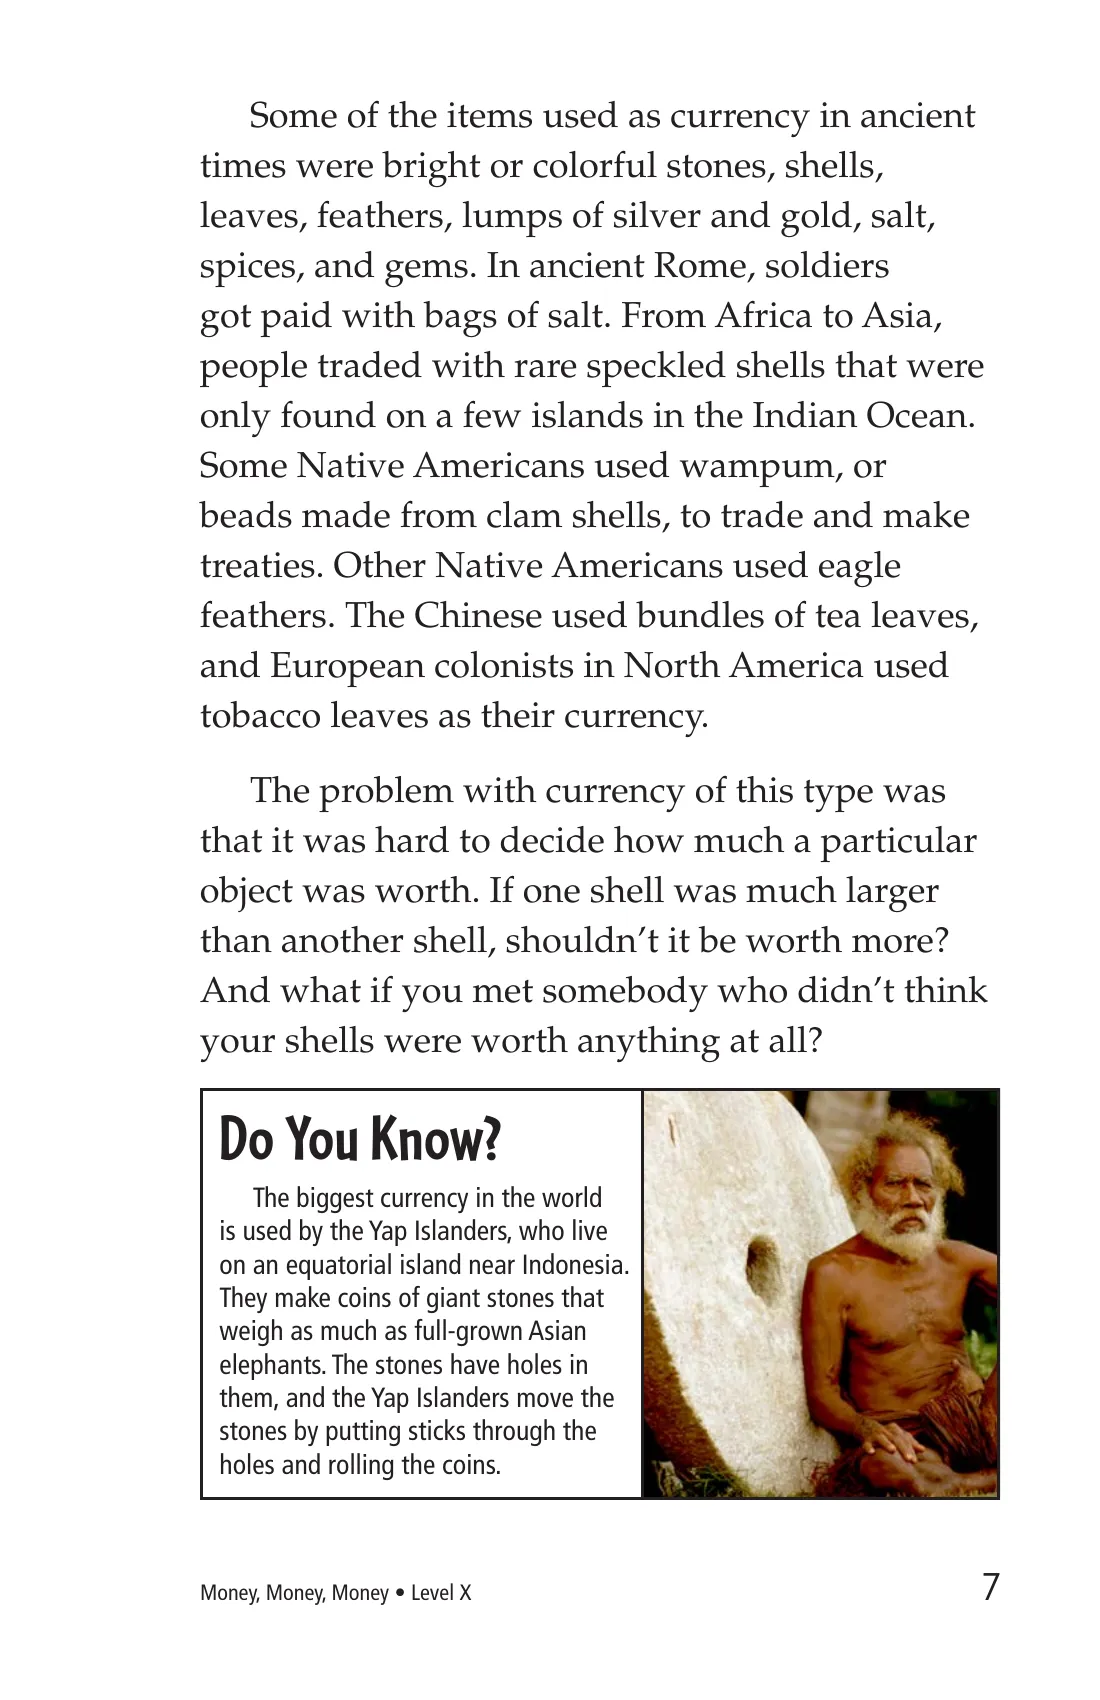 Some of the items used as currency in ancient
times were bright or colorful stones, shells,
leaves, feathers, lumps of silver and gold, salt,
spices, and gems. In ancient Rome, soldiers
got paid with bags of salt. From Africa to Asia,
people traded with rare speckled shells that were
only found on a few islands in the Indian Ocean.
Some Native Americans used wampum, or
beads made from clam shells, to trade and make
treaties. Other Native Americans used eagle
feathers. The Chinese used bundles of tea leaves,
and European colonists in North America used
tobacco leaves as their currency.
The problem with currency of this type was
that it was hard to decide how much a particular
object was worth. If one shell was much larger
than another shell, shouldn’t it be worth more?
And what if you met somebody who didn’t think
your shells were worth anything at all?
Do You Know?
The biggest currency in the world
is used by the Yap Islanders, who live
on an equatorial island near Indonesia.
They make coins of giant stones that
weigh as much as full-grown Asian
elephants. The stones have holes in
them, and the Yap Islanders move the
stones by putting sticks through the
holes and rolling the coins.
Money, Money, Money • Level X
7